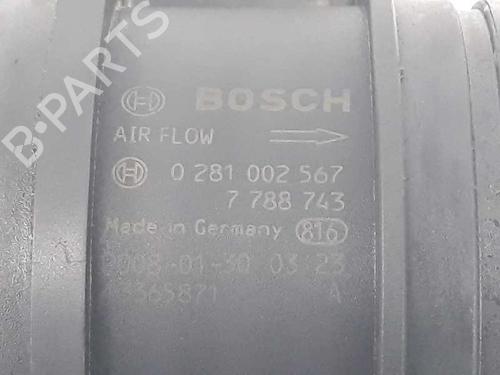 B-PARTS
BOSCH
AIR FLOW
0 281 002 567
7 788 743
Made in Germany 816
2008-01-30 03 23
A